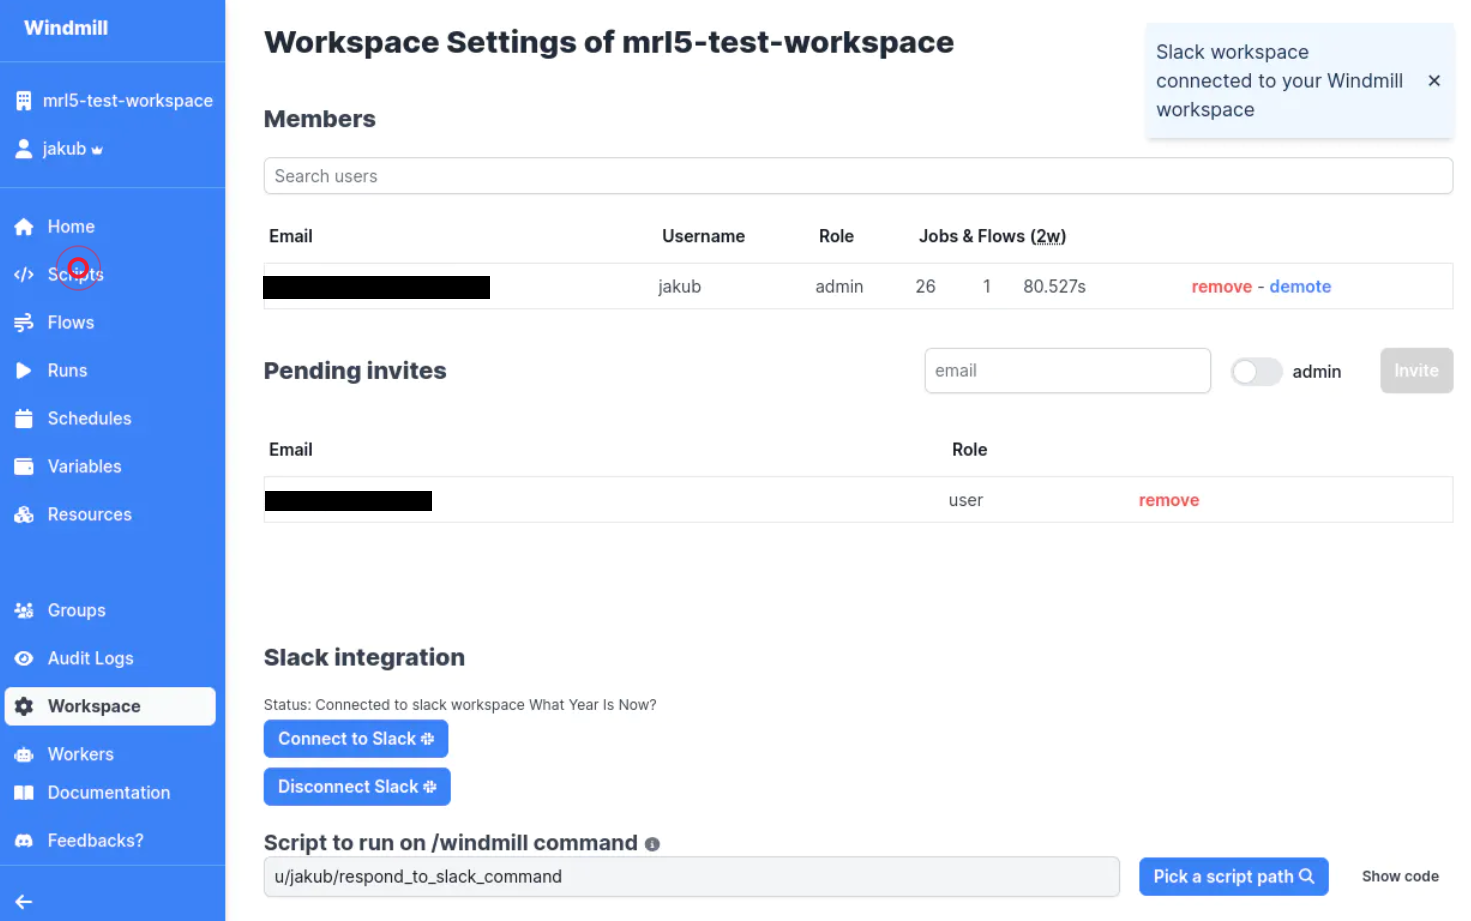 Windmill
mrl5-test-workspace
jakub
Home
Scripts
Flows
Runs
Schedules
Variables
Resources
Groups
Audit Logs
Workspace
Workers
Documentation
Feedbacks?
Workspace Settings of mrl5-test-workspace
Slack workspace
connected to your Windmill
workspace
Members
Search users
Email Username Role Jobs & Flows (2w)
jakub admin 26 1 80.527s remove - demote
Pending invites email admin Invite
Email Role
user remove
Slack integration
Status: Connected to slack workspace What Year Is Now?
Connect to Slack
Disconnect Slack
Script to run on /windmill command
u/jakub/respond_to_slack_command Pick a script path Show code